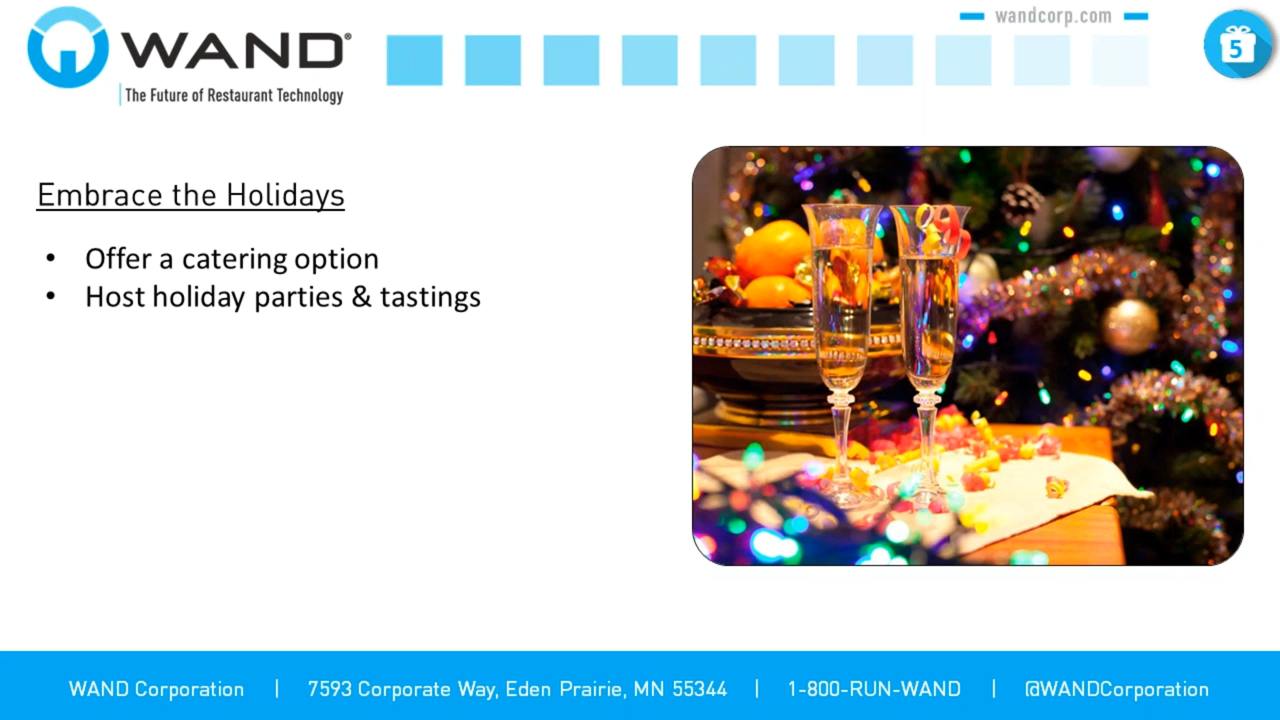 WAND®
The Future of Restaurant Technology
wandcorp.com
5
Embrace the Holidays
• Offer a catering option
• Host holiday parties & tastings
WAND Corporation | 7593 Corporate Way, Eden Prairie, MN 55344 | 1-800-RUN-WAND | @WANDCorporation